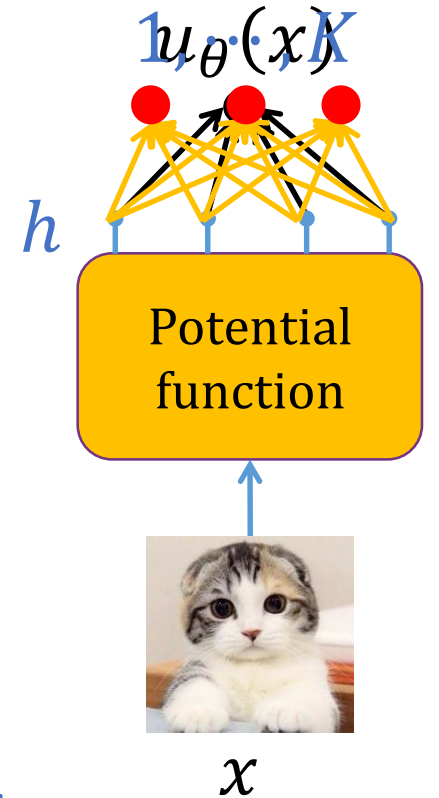 u_θ(x)
1, ⋯, K
h
Potential
function
x